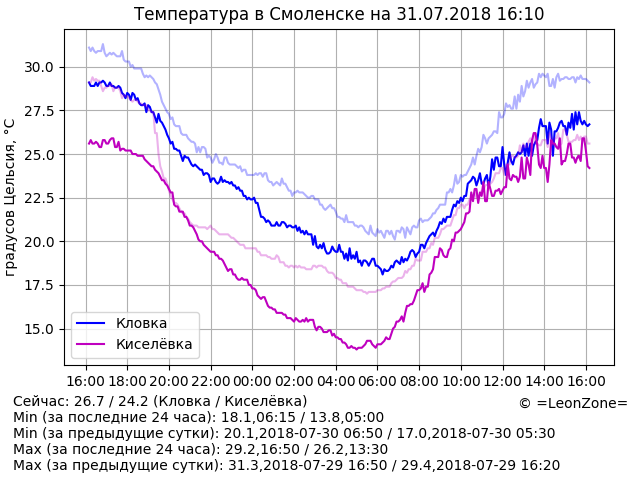 Температура в Смоленске на 31.07.2018 16:10
градусов Цельсия, °C
30.0
27.5
25.0
22.5
20.0
17.5
15.0
Кловка
Киселёвка
16:00 18:00 20:00 22:00 00:00 02:00 04:00 06:00 08:00 10:00 12:00 14:00 16:00
Сейчас: 26.7 / 24.2 (Кловка / Киселёвка)
© =LeonZone=
Min (за последние 24 часа): 18.1,06:15 / 13.8,05:00
Min (за предыдущие сутки): 20.1,2018-07-30 06:50 / 17.0,2018-07-30 05:30
Max (за последние 24 часа): 29.2,16:50 / 26.2,13:30
Max (за предыдущие сутки): 31.3,2018-07-29 16:50 / 29.4,2018-07-29 16:20